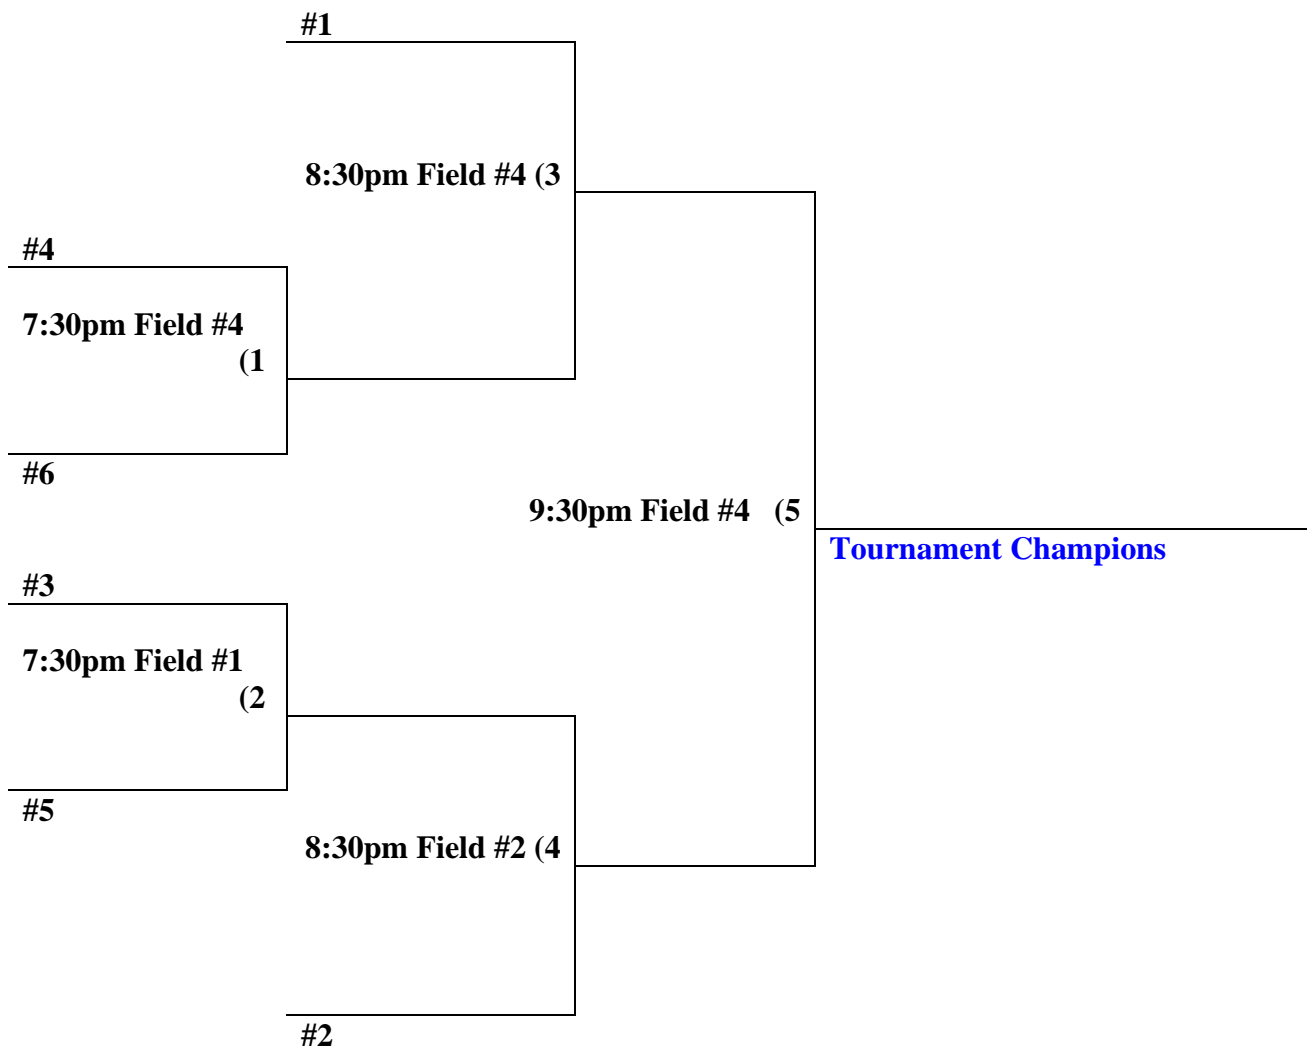 #1
8:30pm Field #4 (3
#4
7:30pm Field #4
(1
#6
9:30pm Field #4 (5
Tournament Champions
#3
7:30pm Field #1
(2
#5
8:30pm Field #2 (4
#2